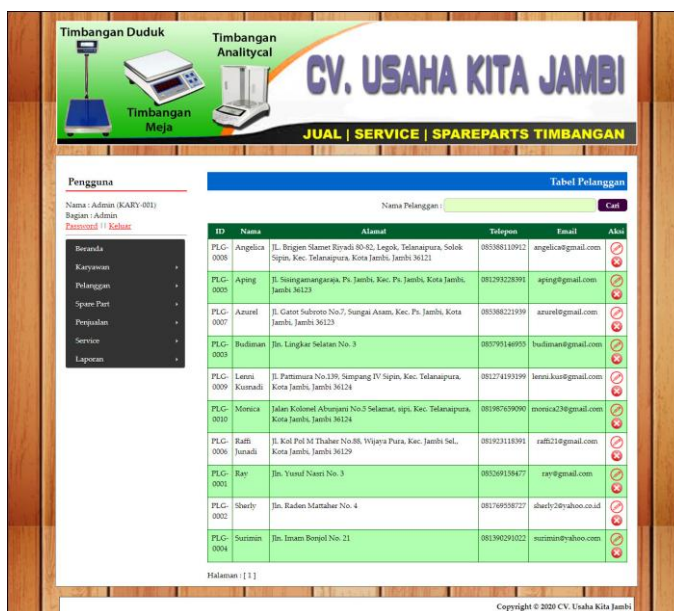 Timbangan Duduk
Timbangan
Analitycal
Timbangan
Meja
CV. USAHA KITA JAMBI
JUAL | SERVICE | SPAREPARTS TIMBANGAN
Pengguna
Nama : Admin (KARY-001)
Bagian : Admin
Password || Keluar
Beranda
Karyawan
Pelanggan
Spare Part
Penjualan
Service
Laporan
Tabel Pelanggan
Nama Pelanggan : Cari
ID Nama Alamat Telepon Email Aksi
PLG- Angelica JL. Brigjen Slamet Riyadi 80-82, Legok, Telanaipura, Solok 085388110912 angelica@gmail.com
0008 Sipin, Kec. Telanaipura, Kota Jambi, Jambi 36121
PLG- Aping Jl. Sisingamangaraja, Ps. Jambi, Kec. Ps. Jambi, Kota Jambi, 081293228391 aping@gmail.com
0005 Jambi 36123
PLG- Azurel Jl. Gatot Subroto No.7, Sungai Asam, Kec. Ps. Jambi, Kota 085388221939 azurel@gmail.com
0007 Jambi, Jambi 36123
PLG- Budiman Jln. Lingkar Selatan No. 3 085795146955 budiman@gmail.com
0003
PLG- Lenni Jl. Pattimura No.139, Simpang IV Sipin, Kec. Telanaipura, 081274193199 lenni.kus@gmail.com
0009 Kusnadi Kota Jambi, Jambi 36124
PLG- Monica Jalan Kolonel Abunjani No.3 Selamat, sipi, Kec. Telanaipura, 081987659090 monica23@gmail.com
0010 Kota Jambi, Jambi 36124
PLG- Raffi Jl. Kol Pol M Thaher No.88, Wijaya Pura, Kec. Jambi Sel., 081923118391 raffi21@gmail.com
0006 Junadi Kota Jambi, Jambi 36129
PLG- Ray Jln. Yusuf Nasri No. 3 085269158477 ray@gmail.com
0001
PLG- Sherly Jln. Raden Mattaher No. 4 081769558727 sherly2@yahoo.co.id
0002
PLG- Surimin Jln. Imam Bonjol No. 21 081390291022 surimin@yahoo.com
0004
Halaman : [ 1 ]
Copyright © 2020 CV. Usaha Kita Jambi